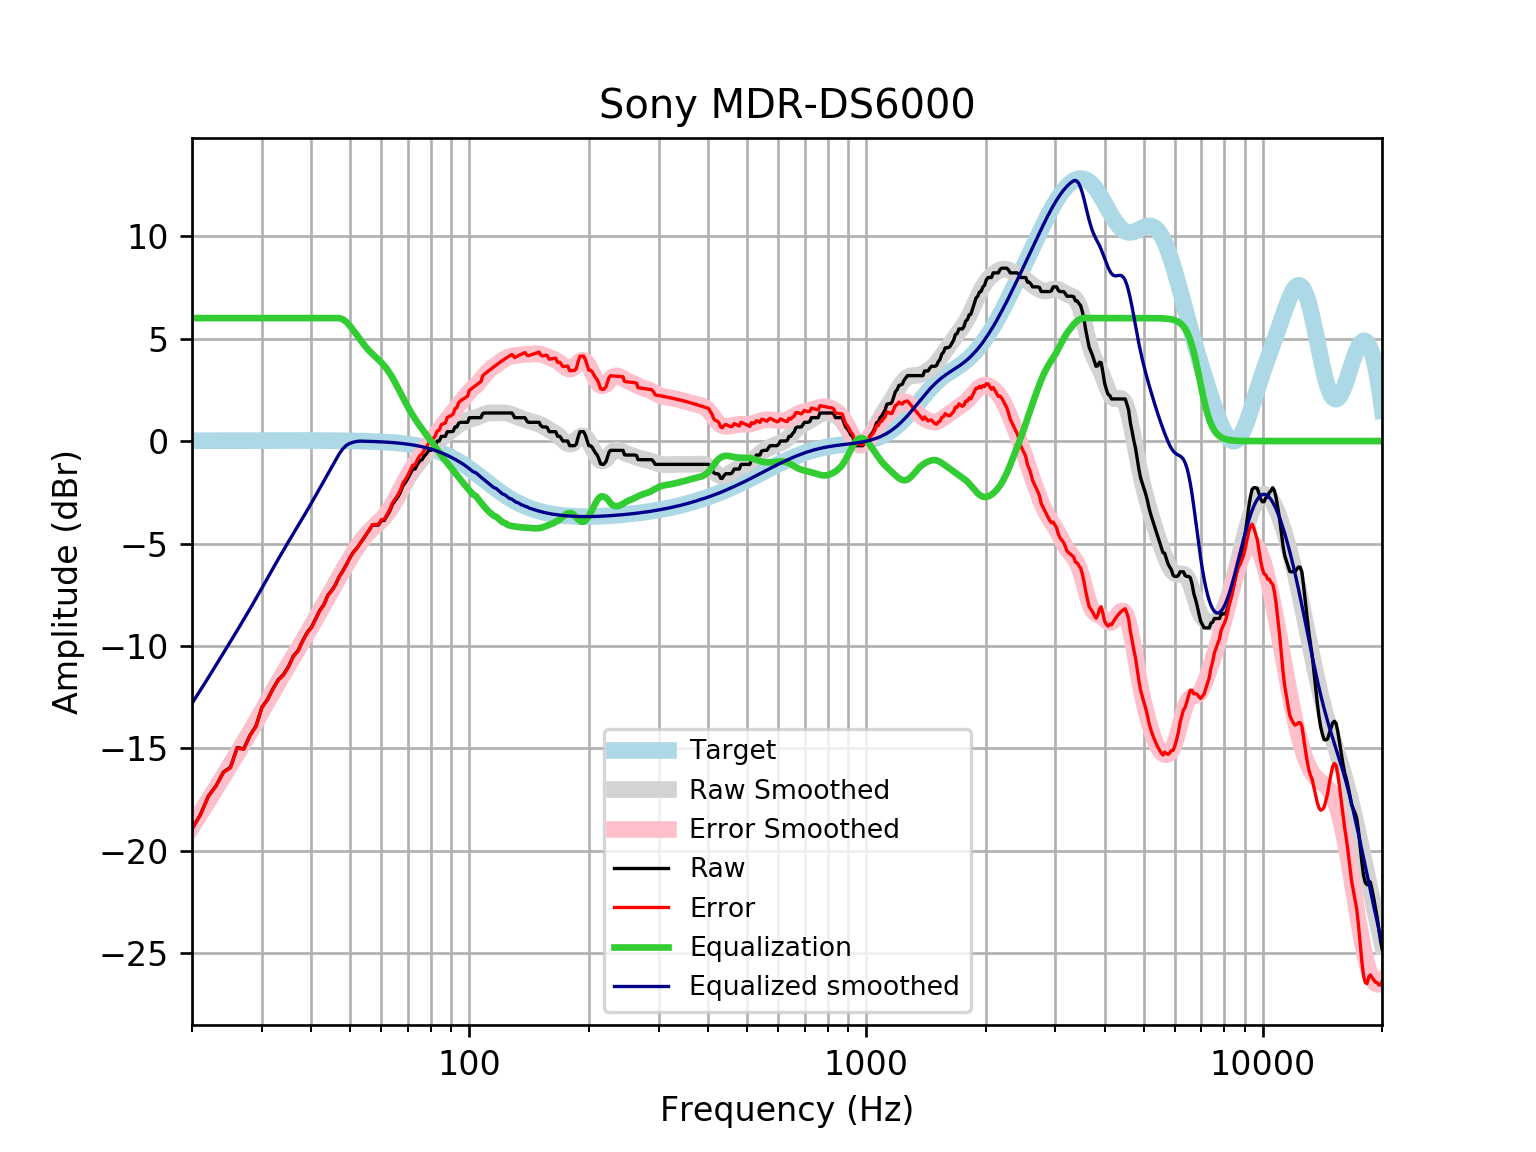 Sony MDR-DS6000
10
5
0
−5
−10
−15
−20
−25
Amplitude (dBr)
Target
Raw Smoothed
Error Smoothed
Raw
Error
Equalization
Equalized smoothed
100
1000
10000
Frequency (Hz)